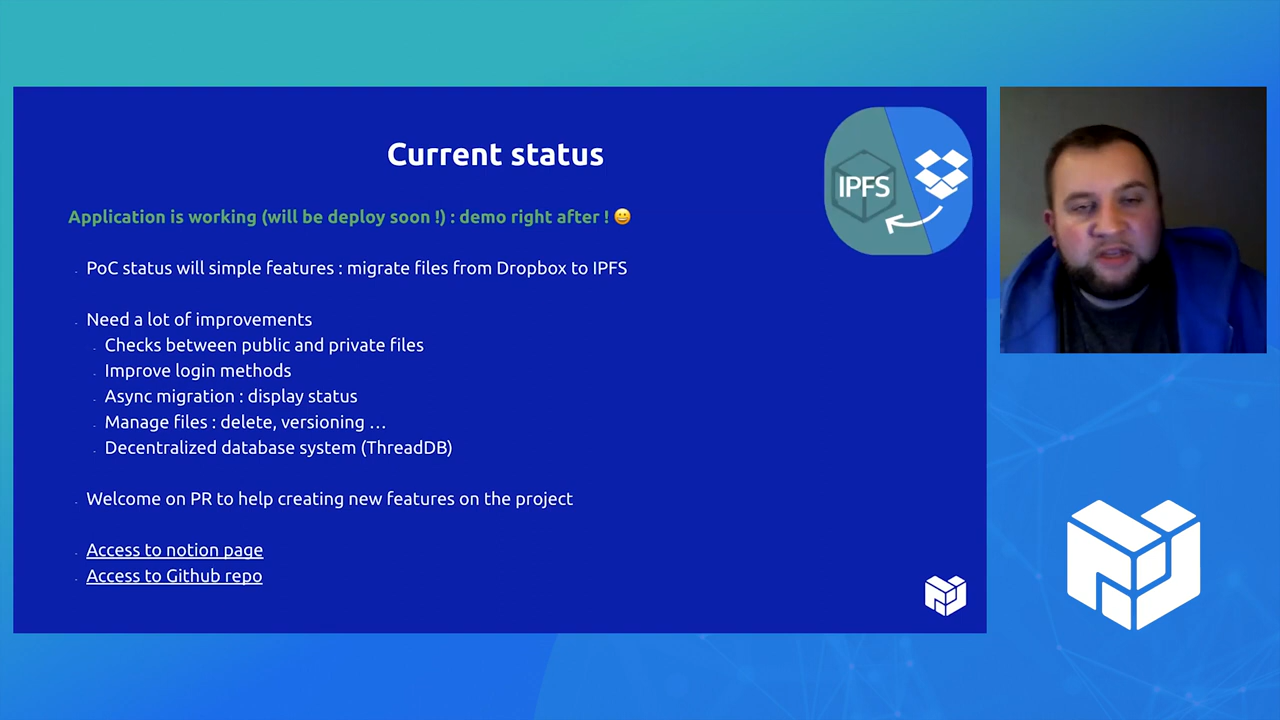 Current status
IPFS
Application is working (will be deploy soon !) : demo right after ! 😀
PoC status will simple features : migrate files from Dropbox to IPFS
Need a lot of improvements
Checks between public and private files
Improve login methods
Async migration : display status
Manage files : delete, versioning …
Decentralized database system (ThreadDB)
Welcome on PR to help creating new features on the project
Access to notion page
Access to Github repo